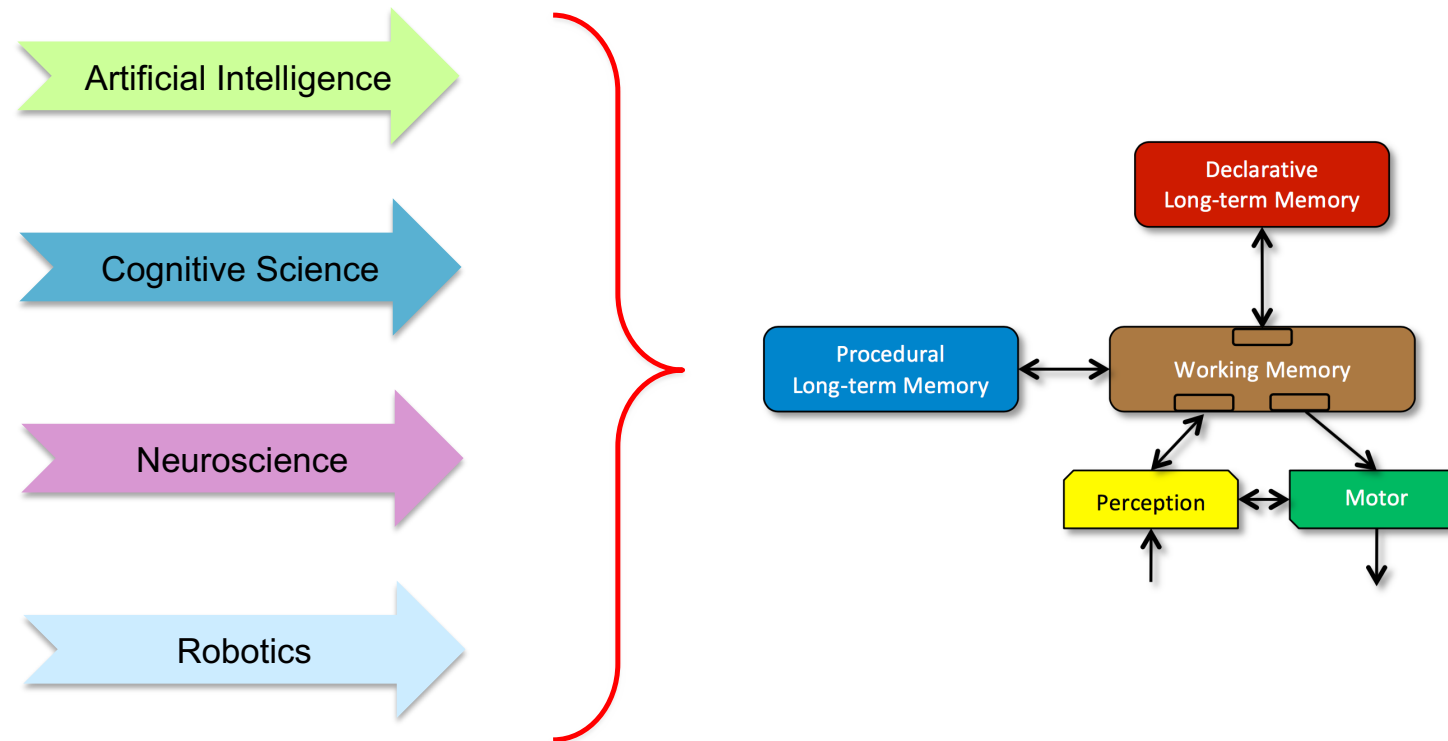 Artificial Intelligence
Cognitive Science
Neuroscience
Robotics
Declarative
Long-term Memory
Procedural
Long-term Memory
Working Memory
Perception
Motor